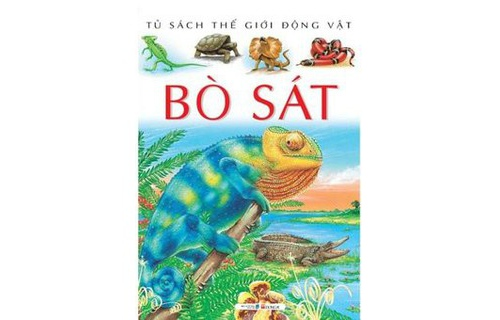 TỦ SÁCH THẾ GIỚI ĐỘNG VẬT
BÒ SÁT